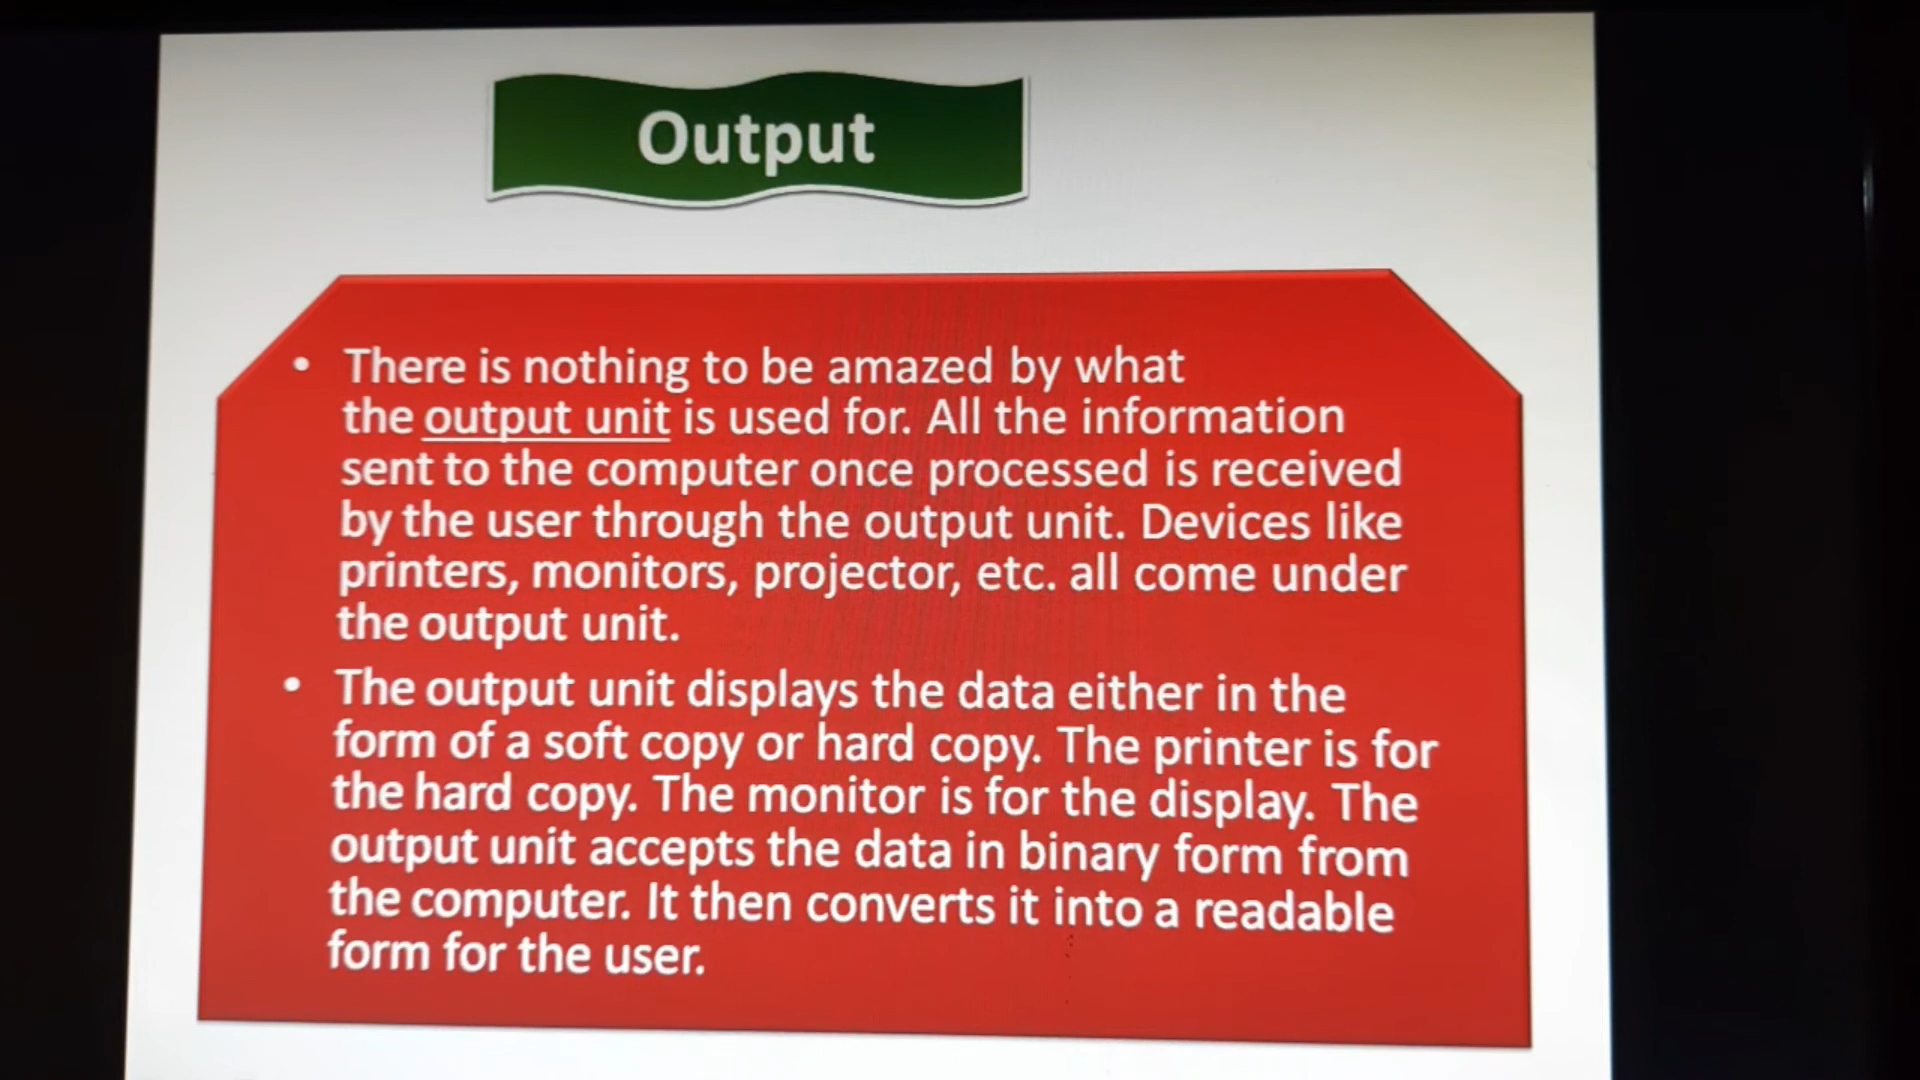 Output
• There is nothing to be amazed by what
the output unit is used for. All the information
sent to the computer once processed is received
by the user through the output unit. Devices like
printers, monitors, projector, etc. all come under
the output unit.
• The output unit displays the data either in the
form of a soft copy or hard copy. The printer is for
the hard copy. The monitor is for the display. The
output unit accepts the data in binary form from
the computer. It then converts it into a readable
form for the user.